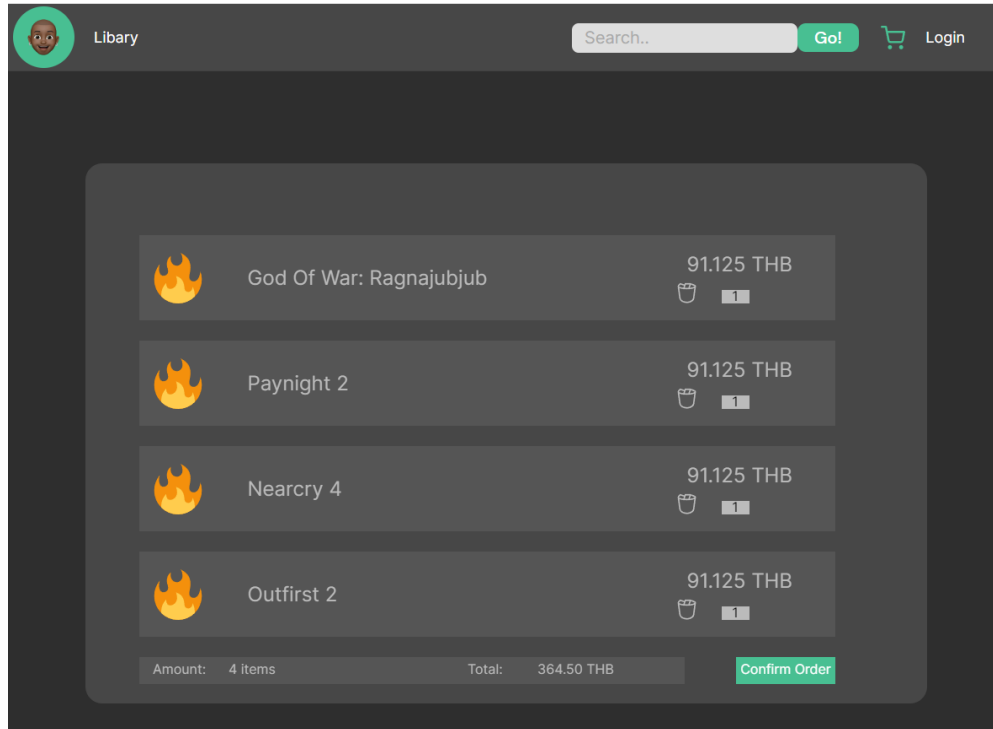 Libary
Search..
Go!
Login
God Of War: Ragnajubjub
91.125 THB
1
Paynight 2
91.125 THB
1
Nearcry 4
91.125 THB
1
Outfirst 2
91.125 THB
1
Amount: 4 items Total: 364.50 THB
Confirm Order